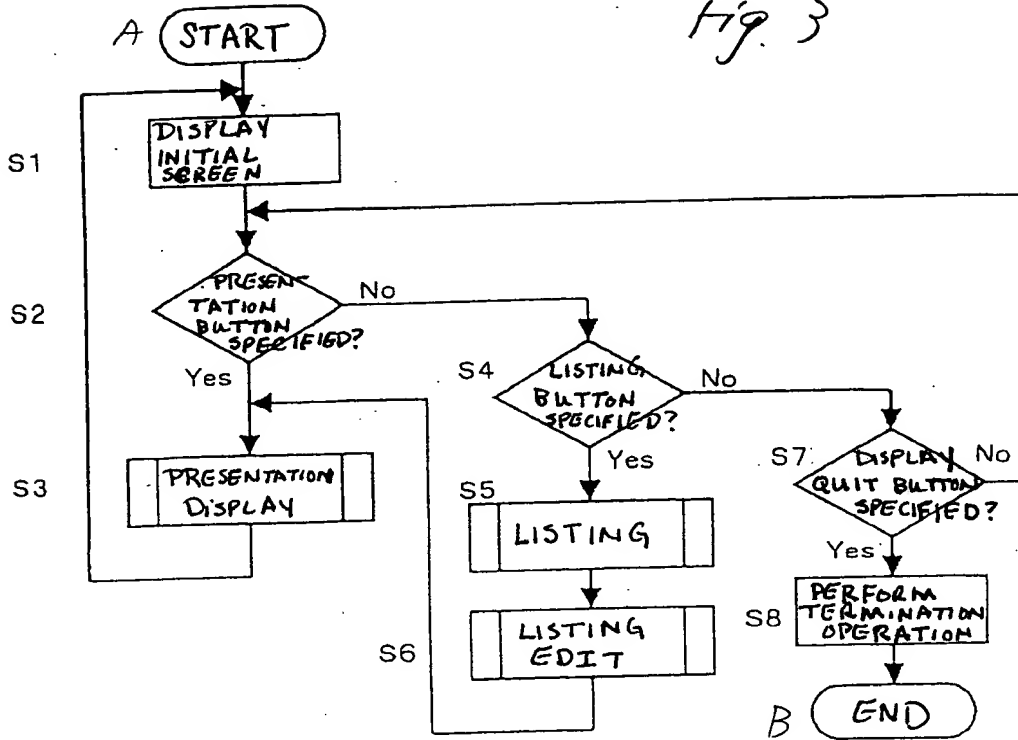 Fig. 3
A
START
S1
DISPLAY
INITIAL
SCREEN
S2
PRESEN-
TATION
BUTTON
SPECIFIED?
No
Yes
S3
PRESENTATION
DISPLAY
S4
LISTING
BUTTON
SPECIFIED?
No
Yes
S5
LISTING
S6
LISTING
EDIT
S7
DISPLAY
QUIT BUTTON
SPECIFIED?
No
Yes
S8
PERFORM
TERMINATION
OPERATION
B
END